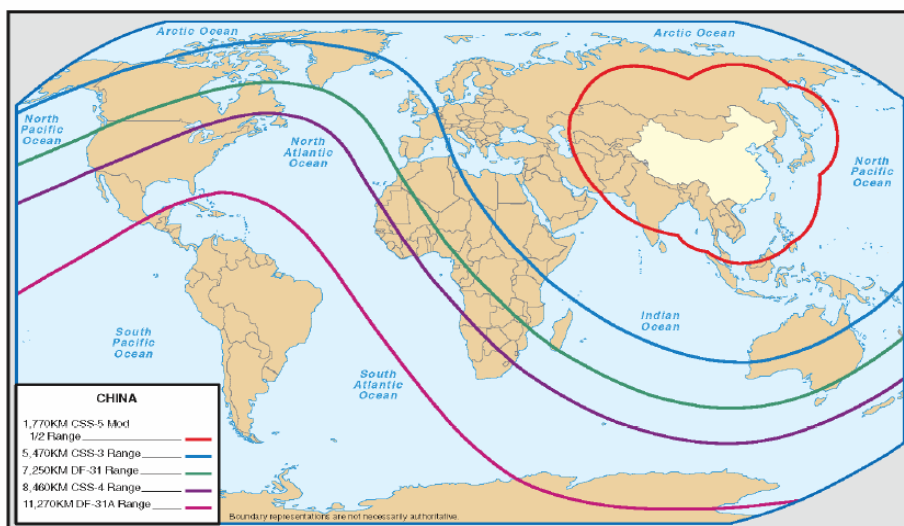 Arctic Ocean
Arctic Ocean
North
Pacific
Ocean
North
Atlantic
Ocean
North
Pacific
Ocean
Indian
Ocean
South
Pacific
Ocean
South
Atlantic
Ocean
CHINA
1,770KM CSS-5 Mod
1/2 Range
5,470KM CSS-3 Range
7,250KM DF-31 Range
8,460KM CSS-4 Range
11,270KM DF-31A Range
Boundary representations are not necessarily authoritative.